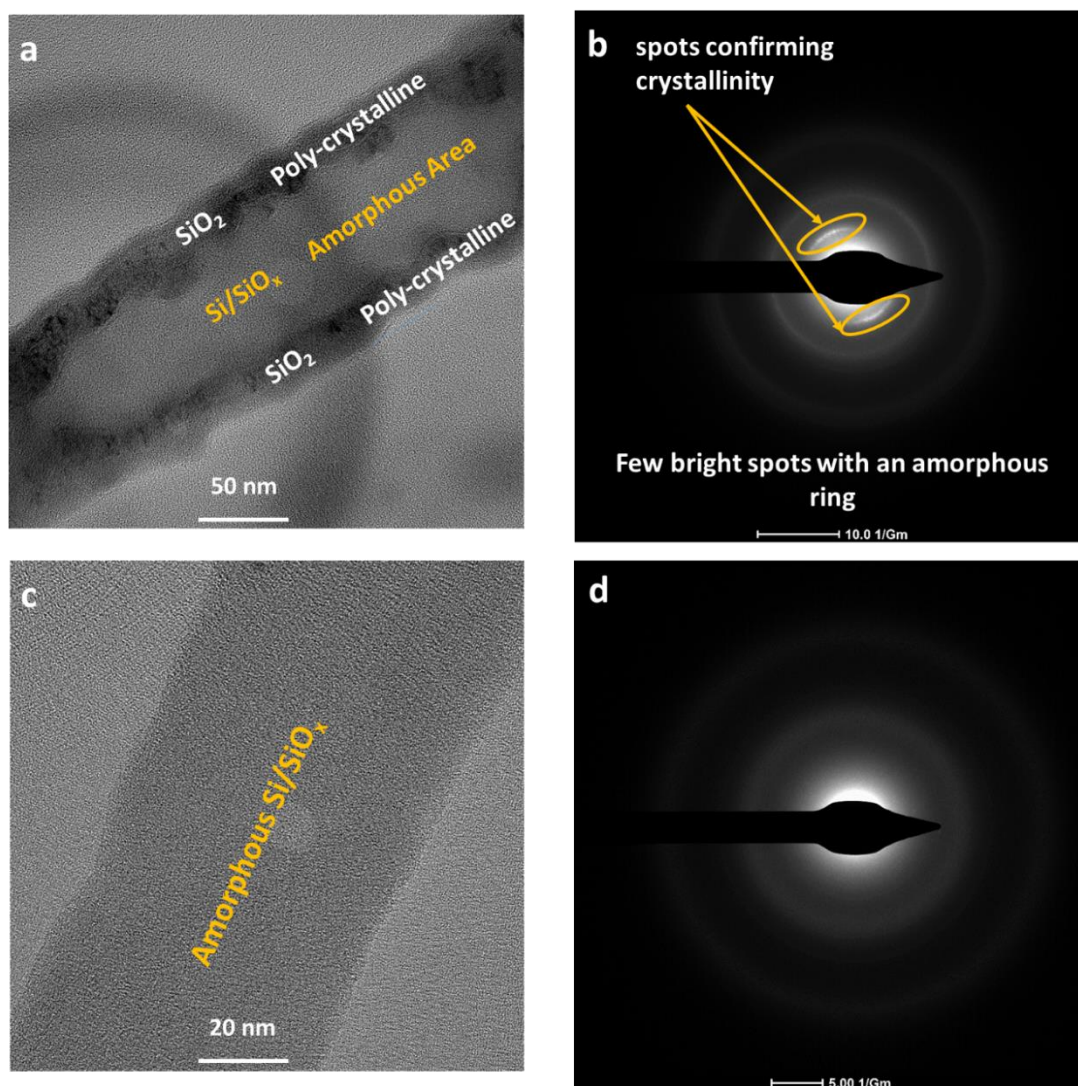 a
Poly-crystalline
SiO₂
Amorphous Area
Si/SiOₓ
Poly-crystalline
SiO₂
50 nm
b
spots confirming
crystallinity
Few bright spots with an amorphous
ring
10.0 1/Gm
c
Amorphous Si/SiOₓ
20 nm
d
5.00 1/Gm